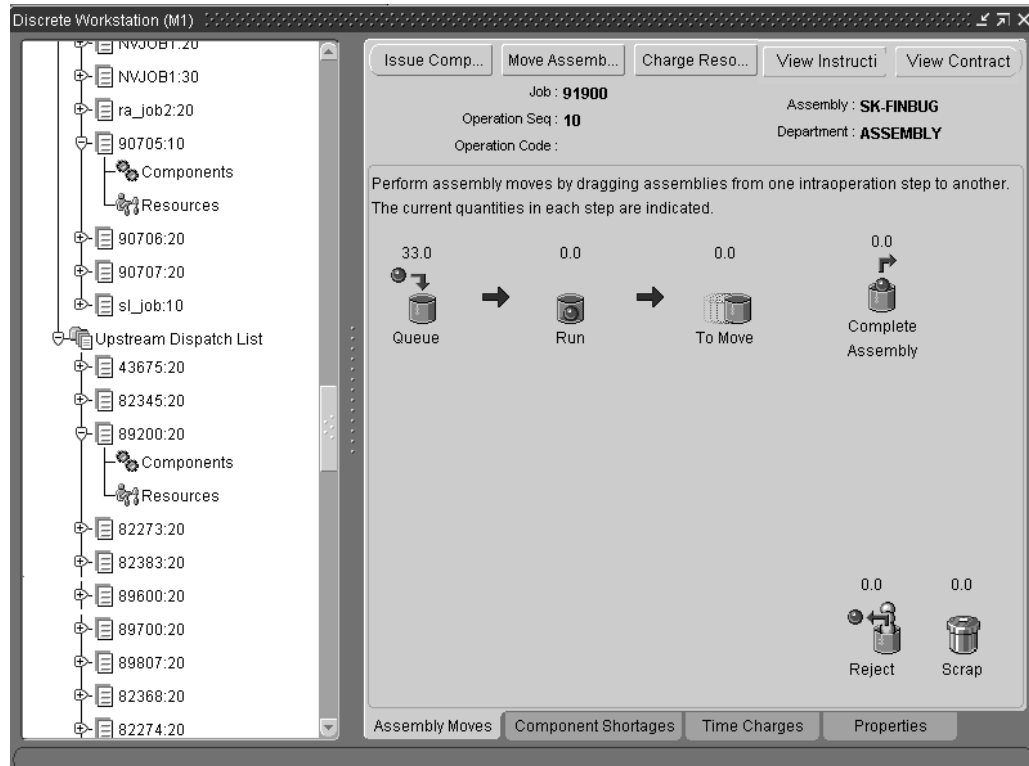 Discrete Workstation (M1)
NVJOB1:20
NVJOB1:30
ra_job2:20
90705:10
Components
Resources
90706:20
90707:20
sl_job:10
Upstream Dispatch List
43675:20
82345:20
89200:20
Components
Resources
82273:20
82383:20
89600:20
89700:20
89807:20
82368:20
82274:20
Issue Comp... Move Assemb... Charge Reso... View Instructi View Contract
Job : 91900
Operation Seq : 10
Operation Code :
Assembly : SK-FINBUG
Department : ASSEMBLY
Perform assembly moves by dragging assemblies from one intraoperation step to another.
The current quantities in each step are indicated.
33.0 0.0 0.0 0.0
Queue Run To Move Complete
Assembly
0.0 0.0
Reject Scrap
Assembly Moves Component Shortages Time Charges Properties